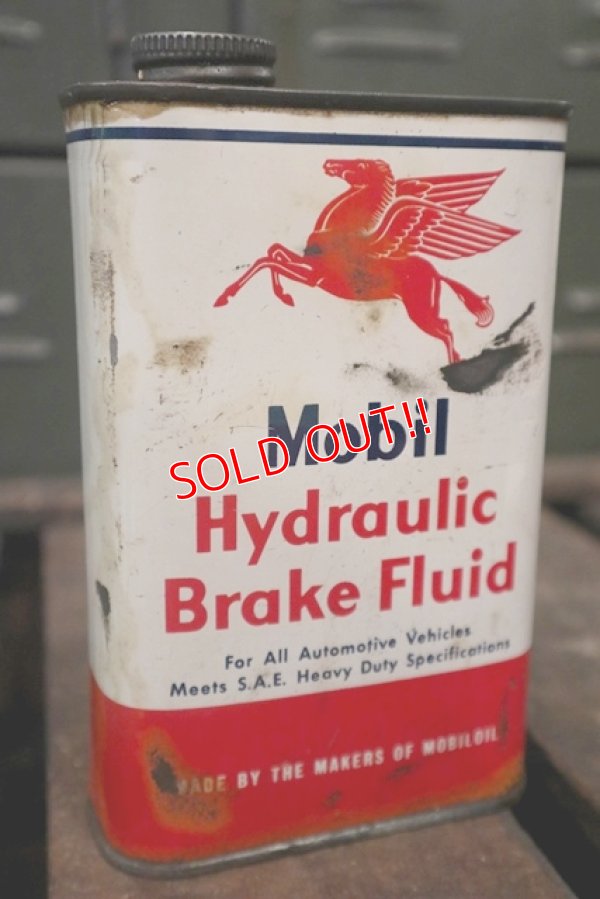 Mobil
SOLD OUT!!
Hydraulic
Brake Fluid
For All Automotive Vehicles
Meets S.A.E. Heavy Duty Specifications
MADE BY THE MAKERS OF MOBILOIL